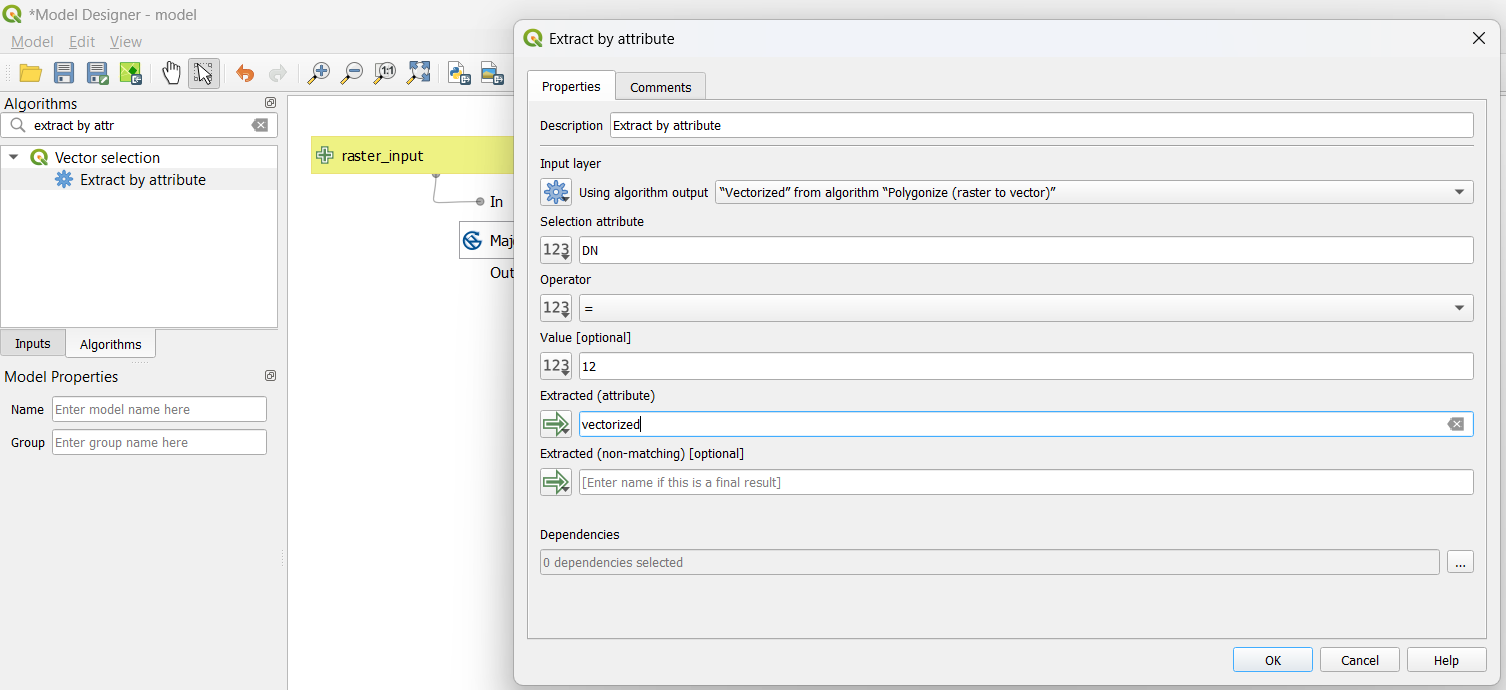 *Model Designer - model
Model Edit View
Algorithms
extract by attr
Vector selection
Extract by attribute
Inputs Algorithms
Model Properties
Name Enter model name here
Group Enter group name here
raster_input
In
Maj
Out
Extract by attribute
Properties Comments
Description Extract by attribute
Input layer
Using algorithm output “Vectorized” from algorithm “Polygonize (raster to vector)”
Selection attribute
123 DN
Operator
123 =
Value [optional]
123 12
Extracted (attribute)
vectorized
Extracted (non-matching) [optional]
[Enter name if this is a final result]
Dependencies
0 dependencies selected ...
OK Cancel Help